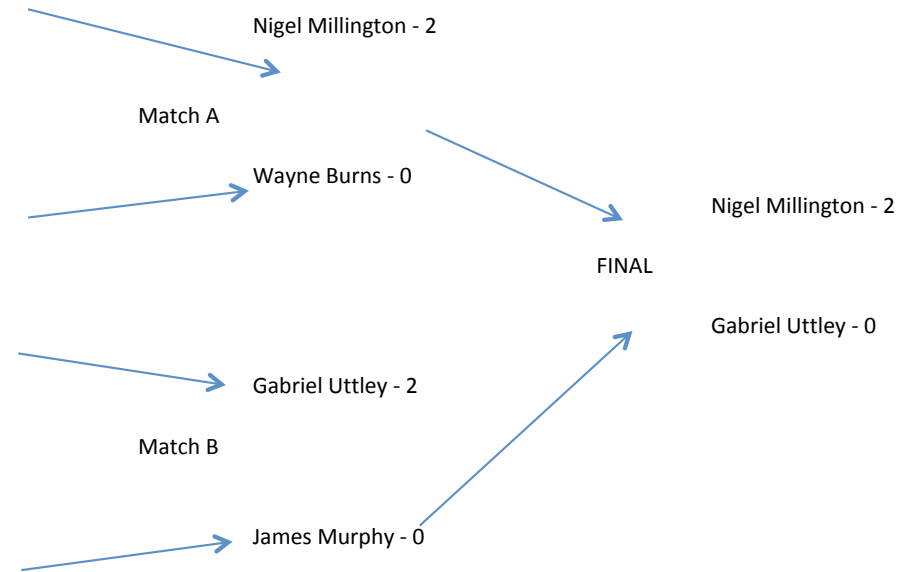 Nigel Millington - 2
Match A
Wayne Burns - 0
Gabriel Uttley - 2
Match B
James Murphy - 0
Nigel Millington - 2
FINAL
Gabriel Uttley - 0